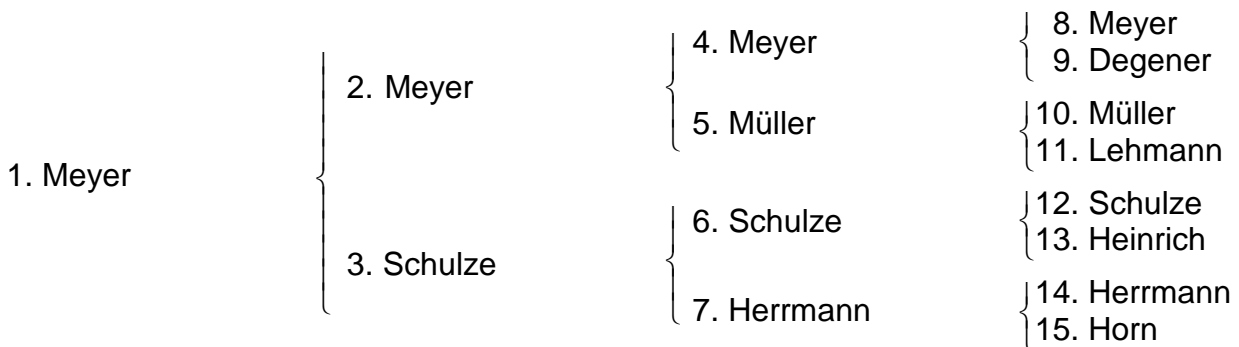 1. Meyer
2. Meyer
3. Schulze
4. Meyer
5. Müller
6. Schulze
7. Herrmann
8. Meyer
9. Degener
10. Müller
11. Lehmann
12. Schulze
13. Heinrich
14. Herrmann
15. Horn